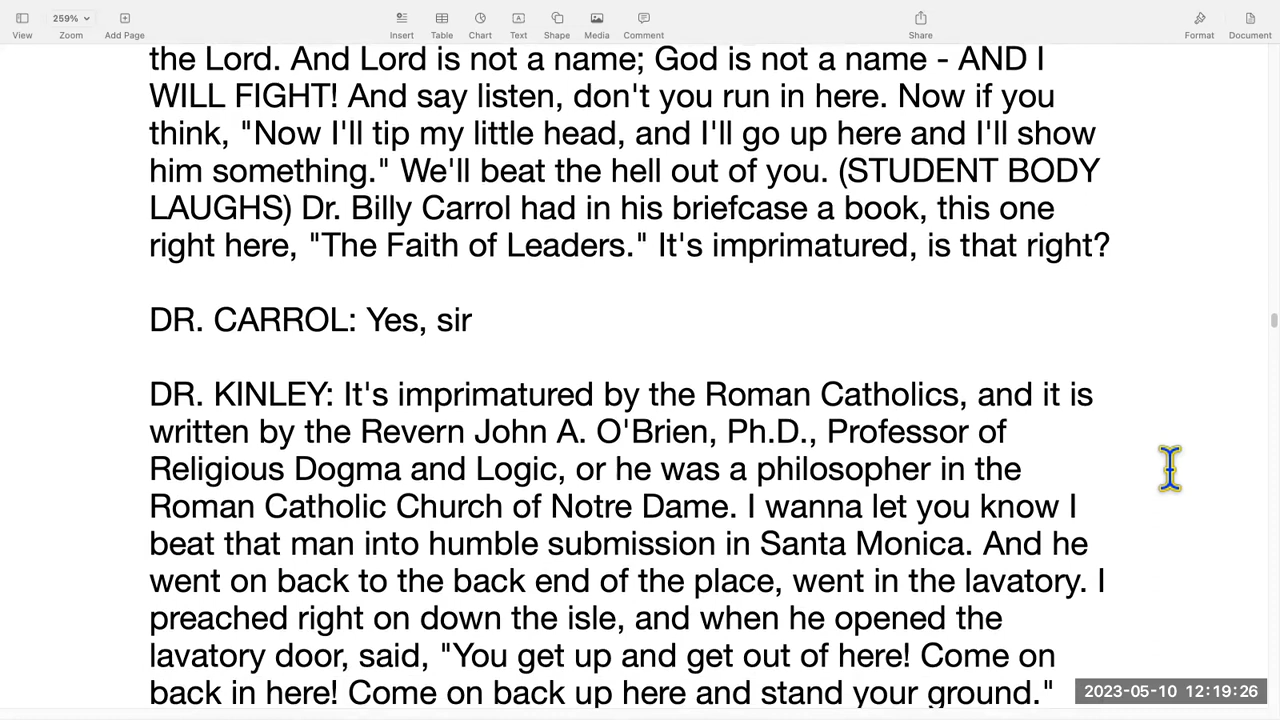 259%
View
Zoom
Add Page
Insert
Table
Chart
Text
Shape
Media
Comment
Share
Format
Document
the Lord. And Lord is not a name; God is not a name - AND I
WILL FIGHT! And say listen, don't you run in here. Now if you
think, "Now I'll tip my little head, and I'll go up here and I'll show
him something." We'll beat the hell out of you. (STUDENT BODY
LAUGHS) Dr. Billy Carrol had in his briefcase a book, this one
right here, "The Faith of Leaders." It's imprimatured, is that right?
DR. CARROL: Yes, sir
DR. KINLEY: It's imprimatured by the Roman Catholics, and it is
written by the Revern John A. O'Brien, Ph.D., Professor of
Religious Dogma and Logic, or he was a philosopher in the
Roman Catholic Church of Notre Dame. I wanna let you know I
beat that man into humble submission in Santa Monica. And he
went on back to the back end of the place, went in the lavatory. I
preached right on down the isle, and when he opened the
lavatory door, said, "You get up and get out of here! Come on
back in here! Come on back up here and stand your ground."
2023-05-10 12:19:26